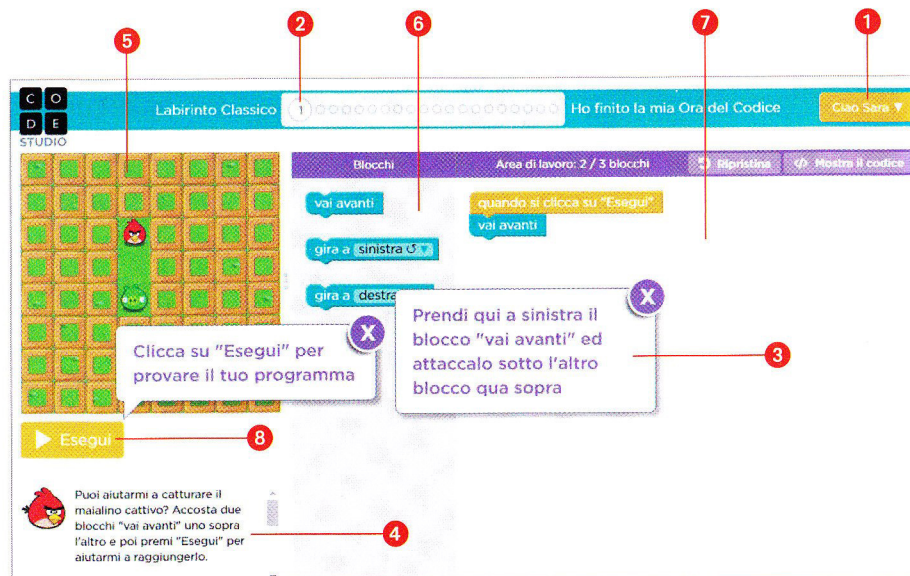 2
6
7
1
5
C O
D E
STUDIO
Labirinto Classico
1
Ho finito la mia Ora del Codice
Ciao Sara
Blocchi
Area di lavoro: 2 / 3 blocchi
Ripristina
Mostra il codice
vai avanti
quando si clicca su "Esegui"
vai avanti
gira a sinistra
gira a destra
X
Prendi qui a sinistra il
blocco "vai avanti" ed
attaccalo sotto l'altro
blocco qua sopra
3
X
Clicca su "Esegui" per
provare il tuo programma
Esegui
8
Puoi aiutarmi a catturare il
maialino cattivo? Accosta due
blocchi "vai avanti" uno sopra
l'altro e poi premi "Esegui" per
aiutarmi a raggiungerlo.
4